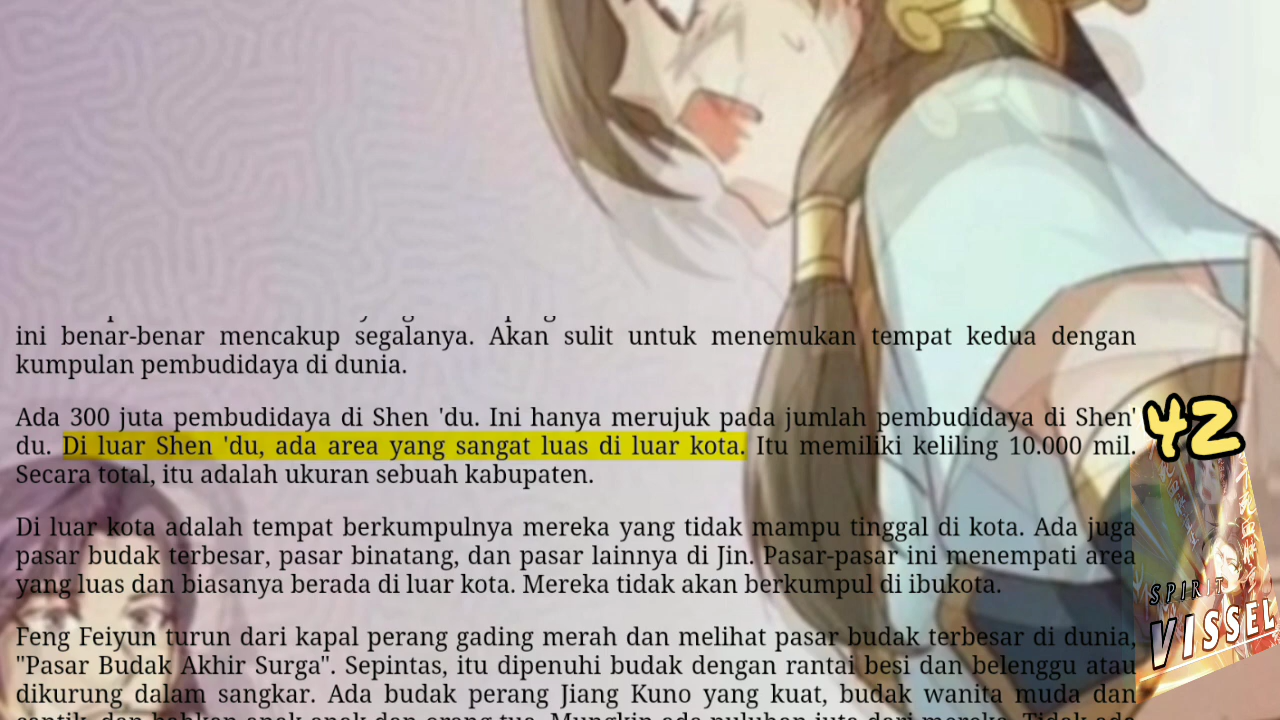 ini benar-benar mencakup segalanya. Akan sulit untuk menemukan tempat kedua dengan
kumpulan pembudidaya di dunia.
Ada 300 juta pembudidaya di Shen 'du. Ini hanya merujuk pada jumlah pembudidaya di Shen'
du. Di luar Shen 'du, ada area yang sangat luas di luar kota. Itu memiliki keliling 10.000 mil.
Secara total, itu adalah ukuran sebuah kabupaten.
Di luar kota adalah tempat berkumpulnya mereka yang tidak mampu tinggal di kota. Ada juga
pasar budak terbesar, pasar binatang, dan pasar lainnya di Jin. Pasar-pasar ini menempati area
yang luas dan biasanya berada di luar kota. Mereka tidak akan berkumpul di ibukota.
Feng Feiyun turun dari kapal perang gading merah dan melihat pasar budak terbesar di dunia,
"Pasar Budak Akhir Surga". Sepintas, itu dipenuhi budak dengan rantai besi dan belenggu atau
dikurung dalam sangkar. Ada budak perang Jiang Kuno yang kuat, budak wanita muda dan
42
SPIRIT
VISSEL